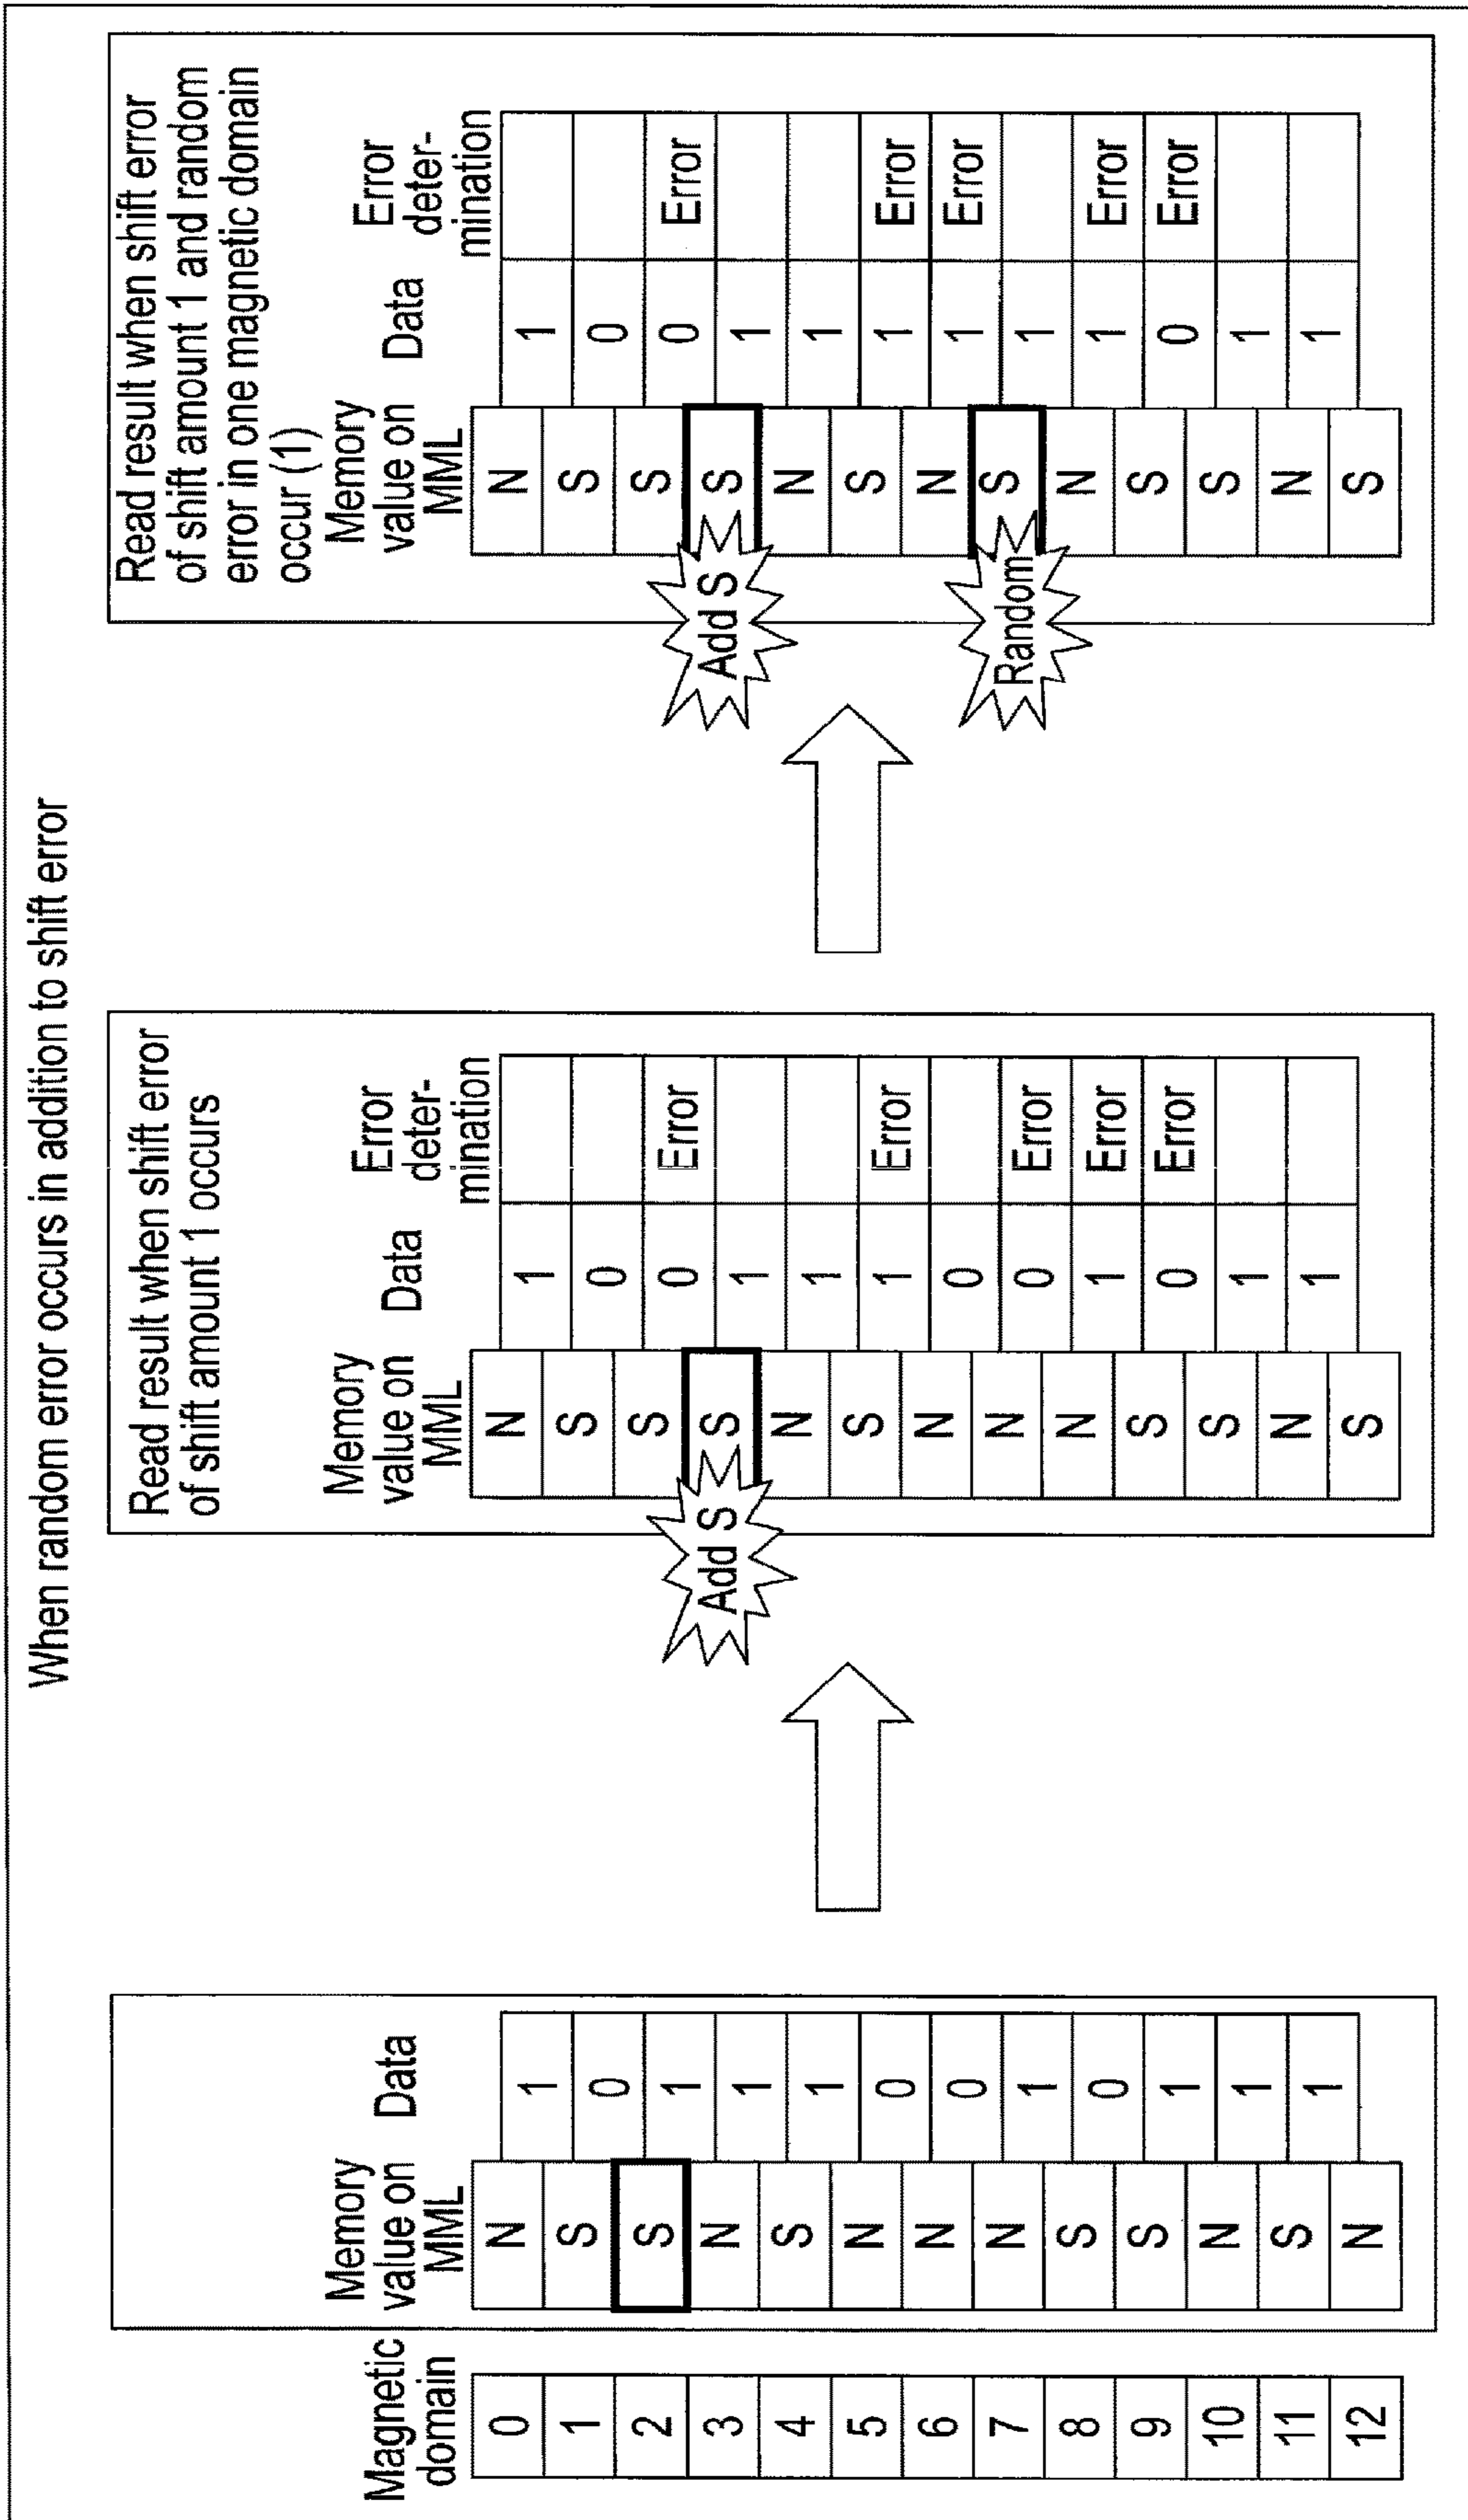 When random error occurs in addition to shift error
Magnetic
domain
0
1
2
3
4
5
6
7
8
9
10
11
12
Memory
value on
MML
N
S
S
N
S
N
N
N
S
S
N
S
N
Data
1
0
1
1
1
0
0
1
0
1
1
1
Read result when shift error
of shift amount 1 occurs
Add S
Memory
value on
MML
N
S
S
S
N
S
N
N
N
S
S
N
S
Data
1
0
0
1
1
1
0
0
1
0
1
1
Error
deter-
mination
Error
Error
Error
Error
Error
Read result when shift error
of shift amount 1 and random
error in one magnetic domain
occur (1)
Add S
Random
Memory
value on
MML
N
S
S
S
N
S
N
S
N
S
S
N
S
Data
1
0
0
1
1
1
1
1
1
0
1
1
Error
deter-
mination
Error
Error
Error
Error
Error